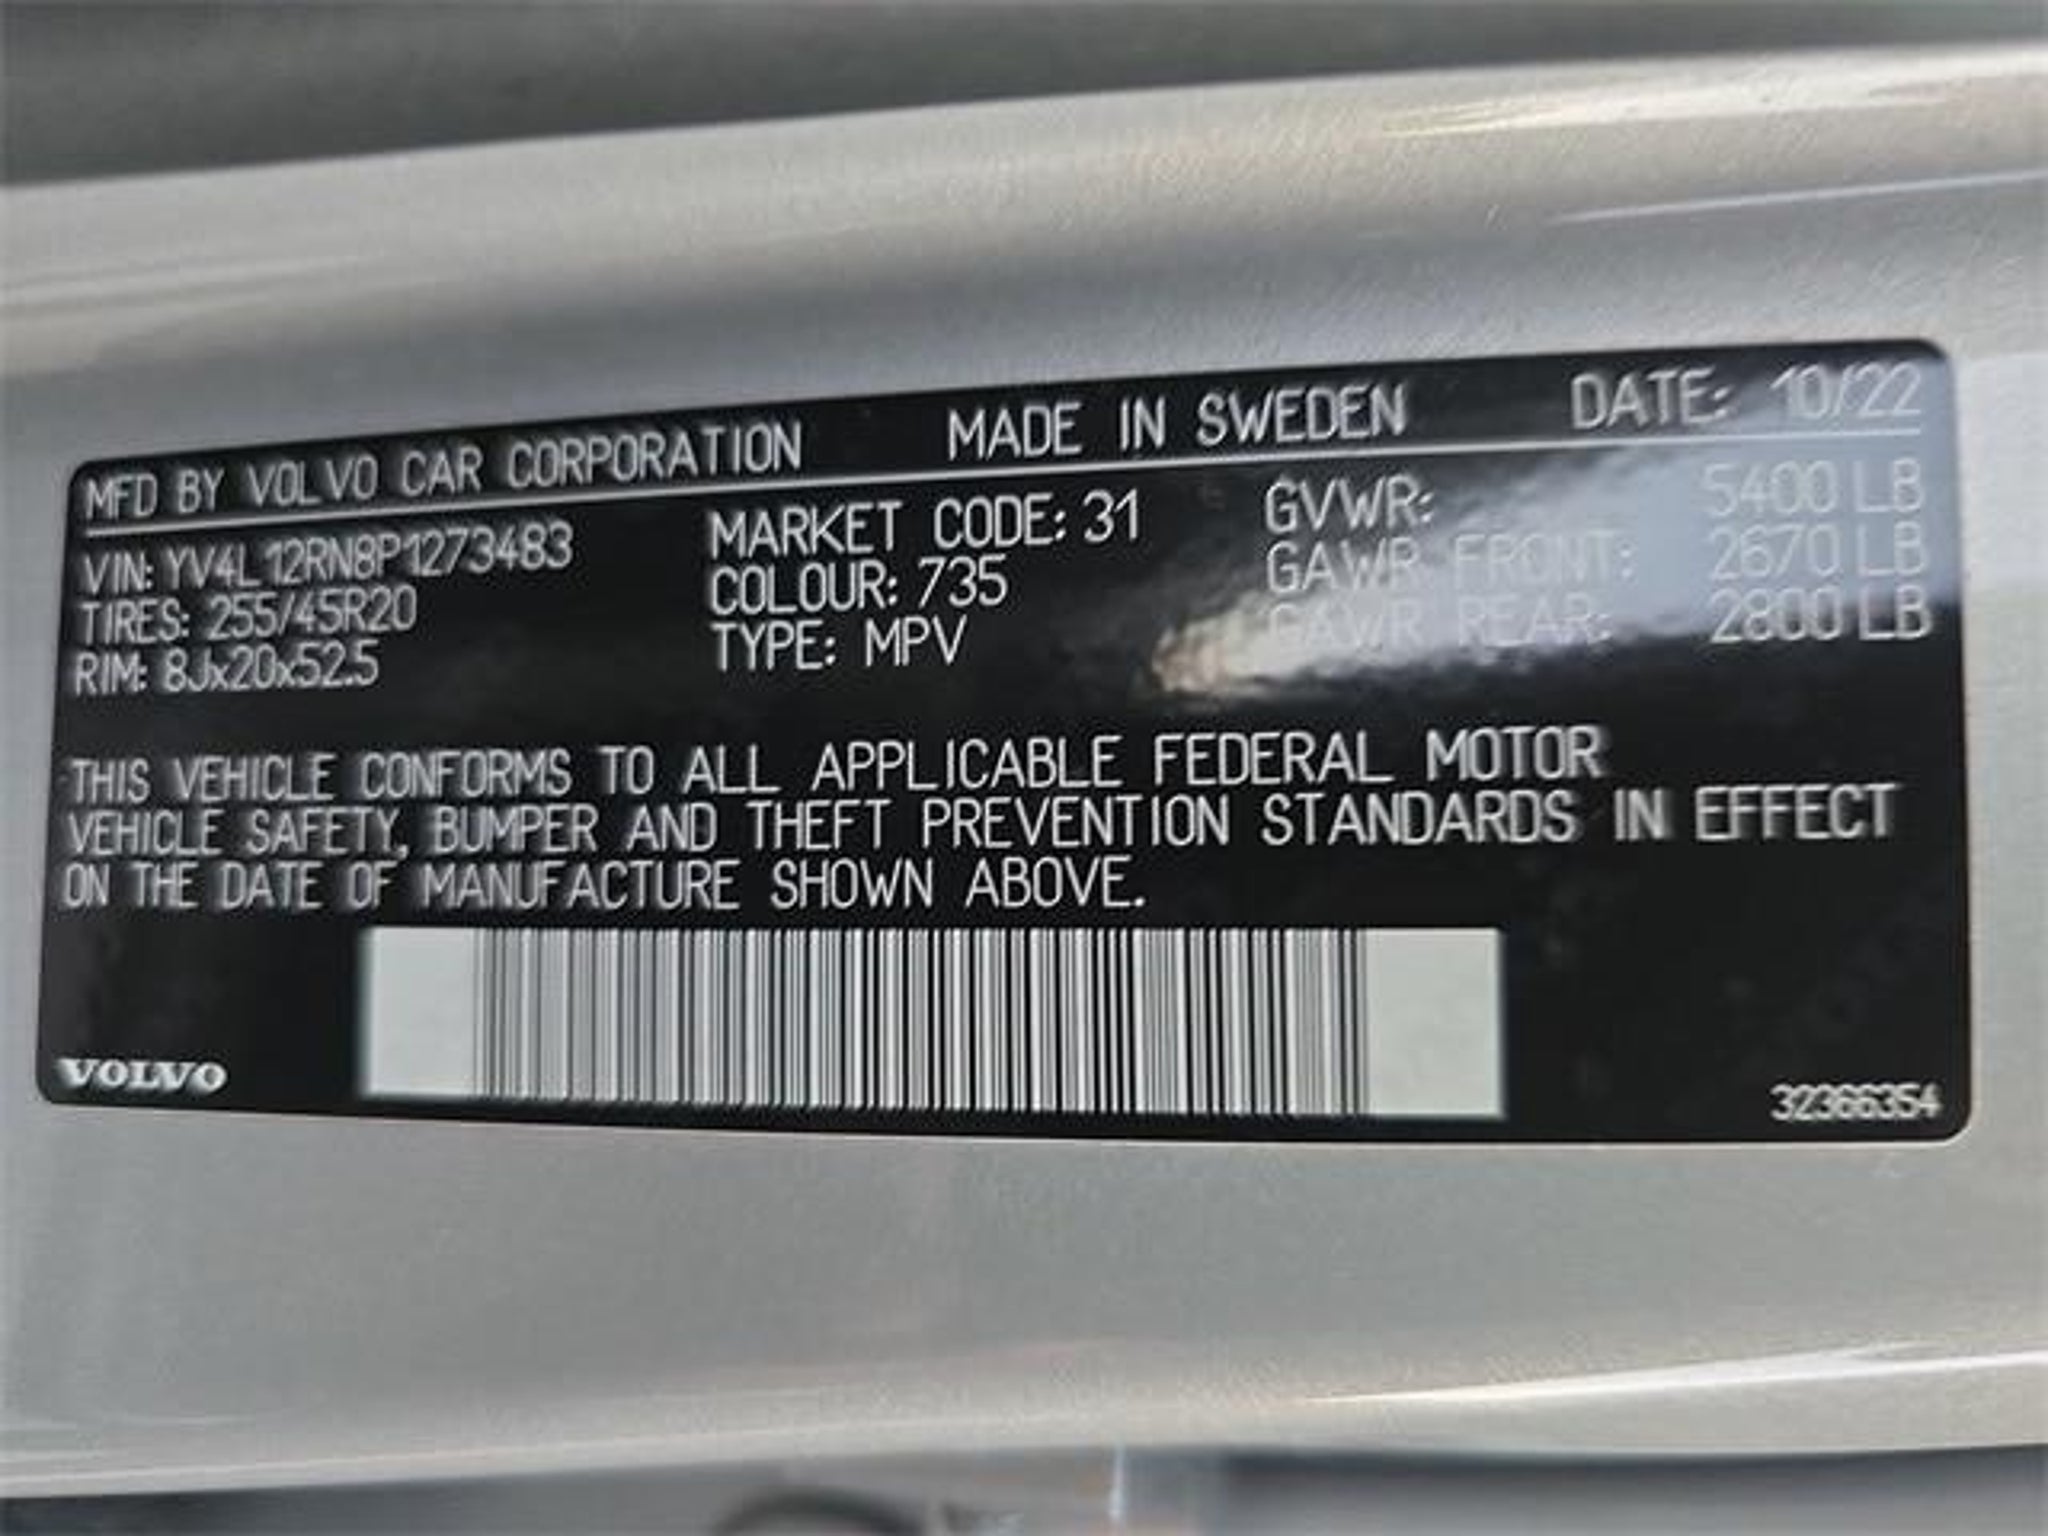 MFD BY VOLVO CAR CORPORATION MADE IN SWEDEN DATE: 10/22
VIN: YV4L12RN8P1273483 MARKET CODE: 31 GVWR: 5400 LB
TIRES: 255/45R20 COLOUR: 735 GAWR FRONT: 2670 LB
RIM: 8Jx20x52.5 TYPE: MPV GAWR REAR: 2800 LB
THIS VEHICLE CONFORMS TO ALL APPLICABLE FEDERAL MOTOR
VEHICLE SAFETY, BUMPER AND THEFT PREVENTION STANDARDS IN EFFECT
ON THE DATE OF MANUFACTURE SHOWN ABOVE.
VOLVO 32366354